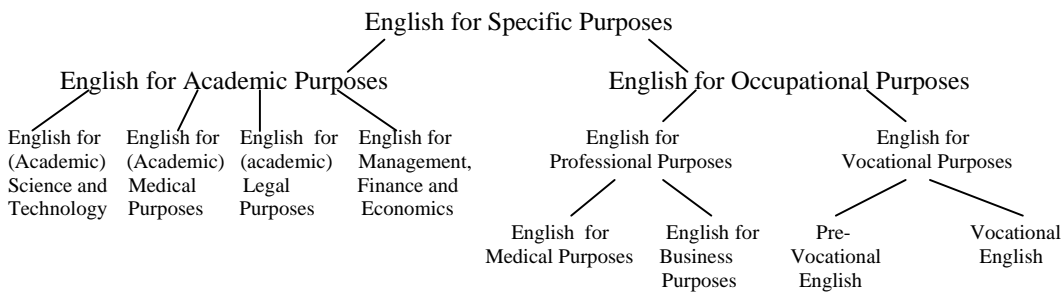 English for Specific Purposes
English for Academic Purposes
English for Occupational Purposes
English for
(Academic)
Science and
Technology
English for
(Academic)
Medical
Purposes
English for
(academic)
Legal
Purposes
English for
Management,
Finance and
Economics
English for
Professional Purposes
English for
Vocational Purposes
English for
Medical Purposes
English for
Business
Purposes
Pre-
Vocational
English
Vocational
English